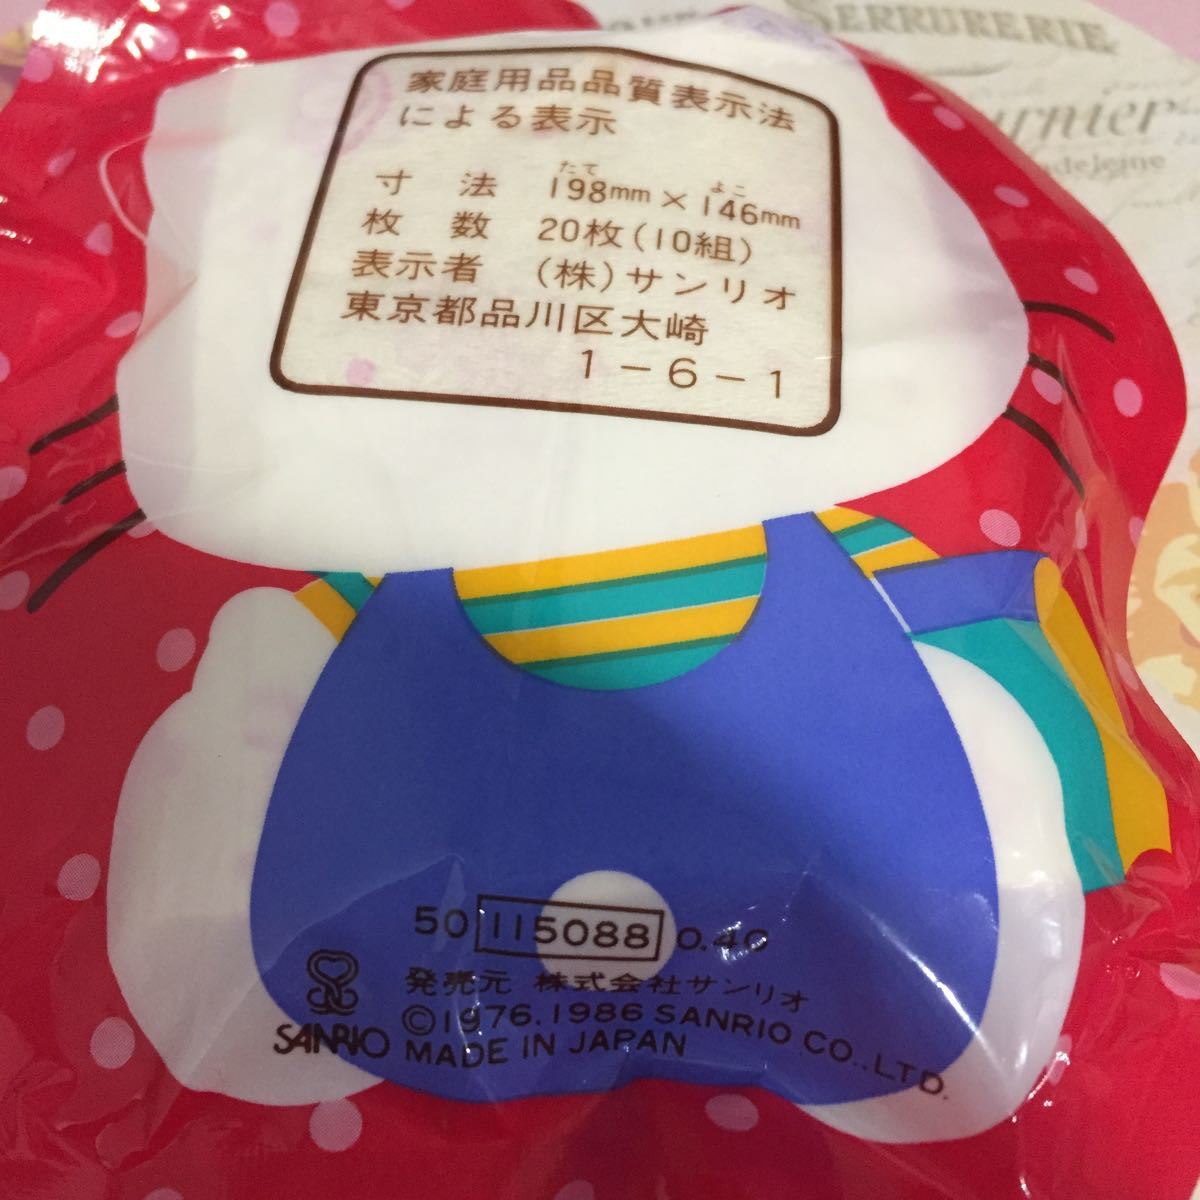 SERRURERIE
家庭用品品質表示法
による表示
たて よこ
寸法 198mm×146mm
枚数 20枚(10組)
表示者 (株)サンリオ
東京都品川区大崎
1-6-1
50 115088 0.40
発売元 株式会社サンリオ
©1976.1986 SANRIO CO.,LTD.
MADE IN JAPAN
SANRIO